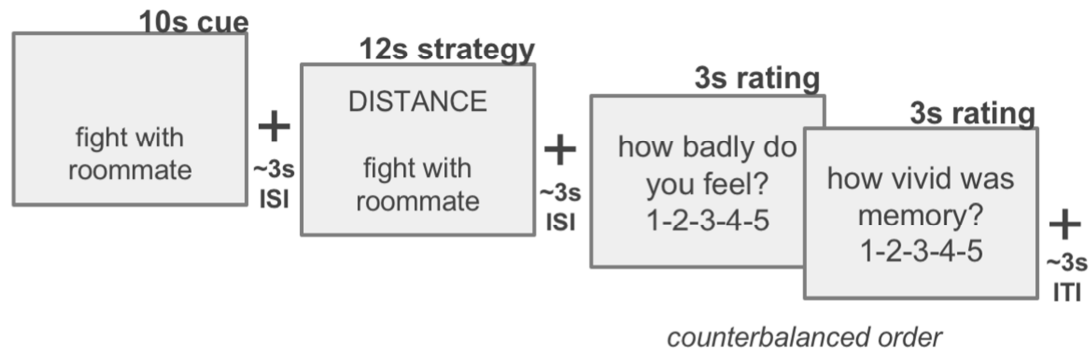 10s cue
fight with
roommate
+
~3s
ISI
12s strategy
DISTANCE
fight with
roommate
+
~3s
ISI
3s rating
how badly do
you feel?
1-2-3-4-5
3s rating
how vivid was
memory?
1-2-3-4-5
+
~3s
ITI
counterbalanced order